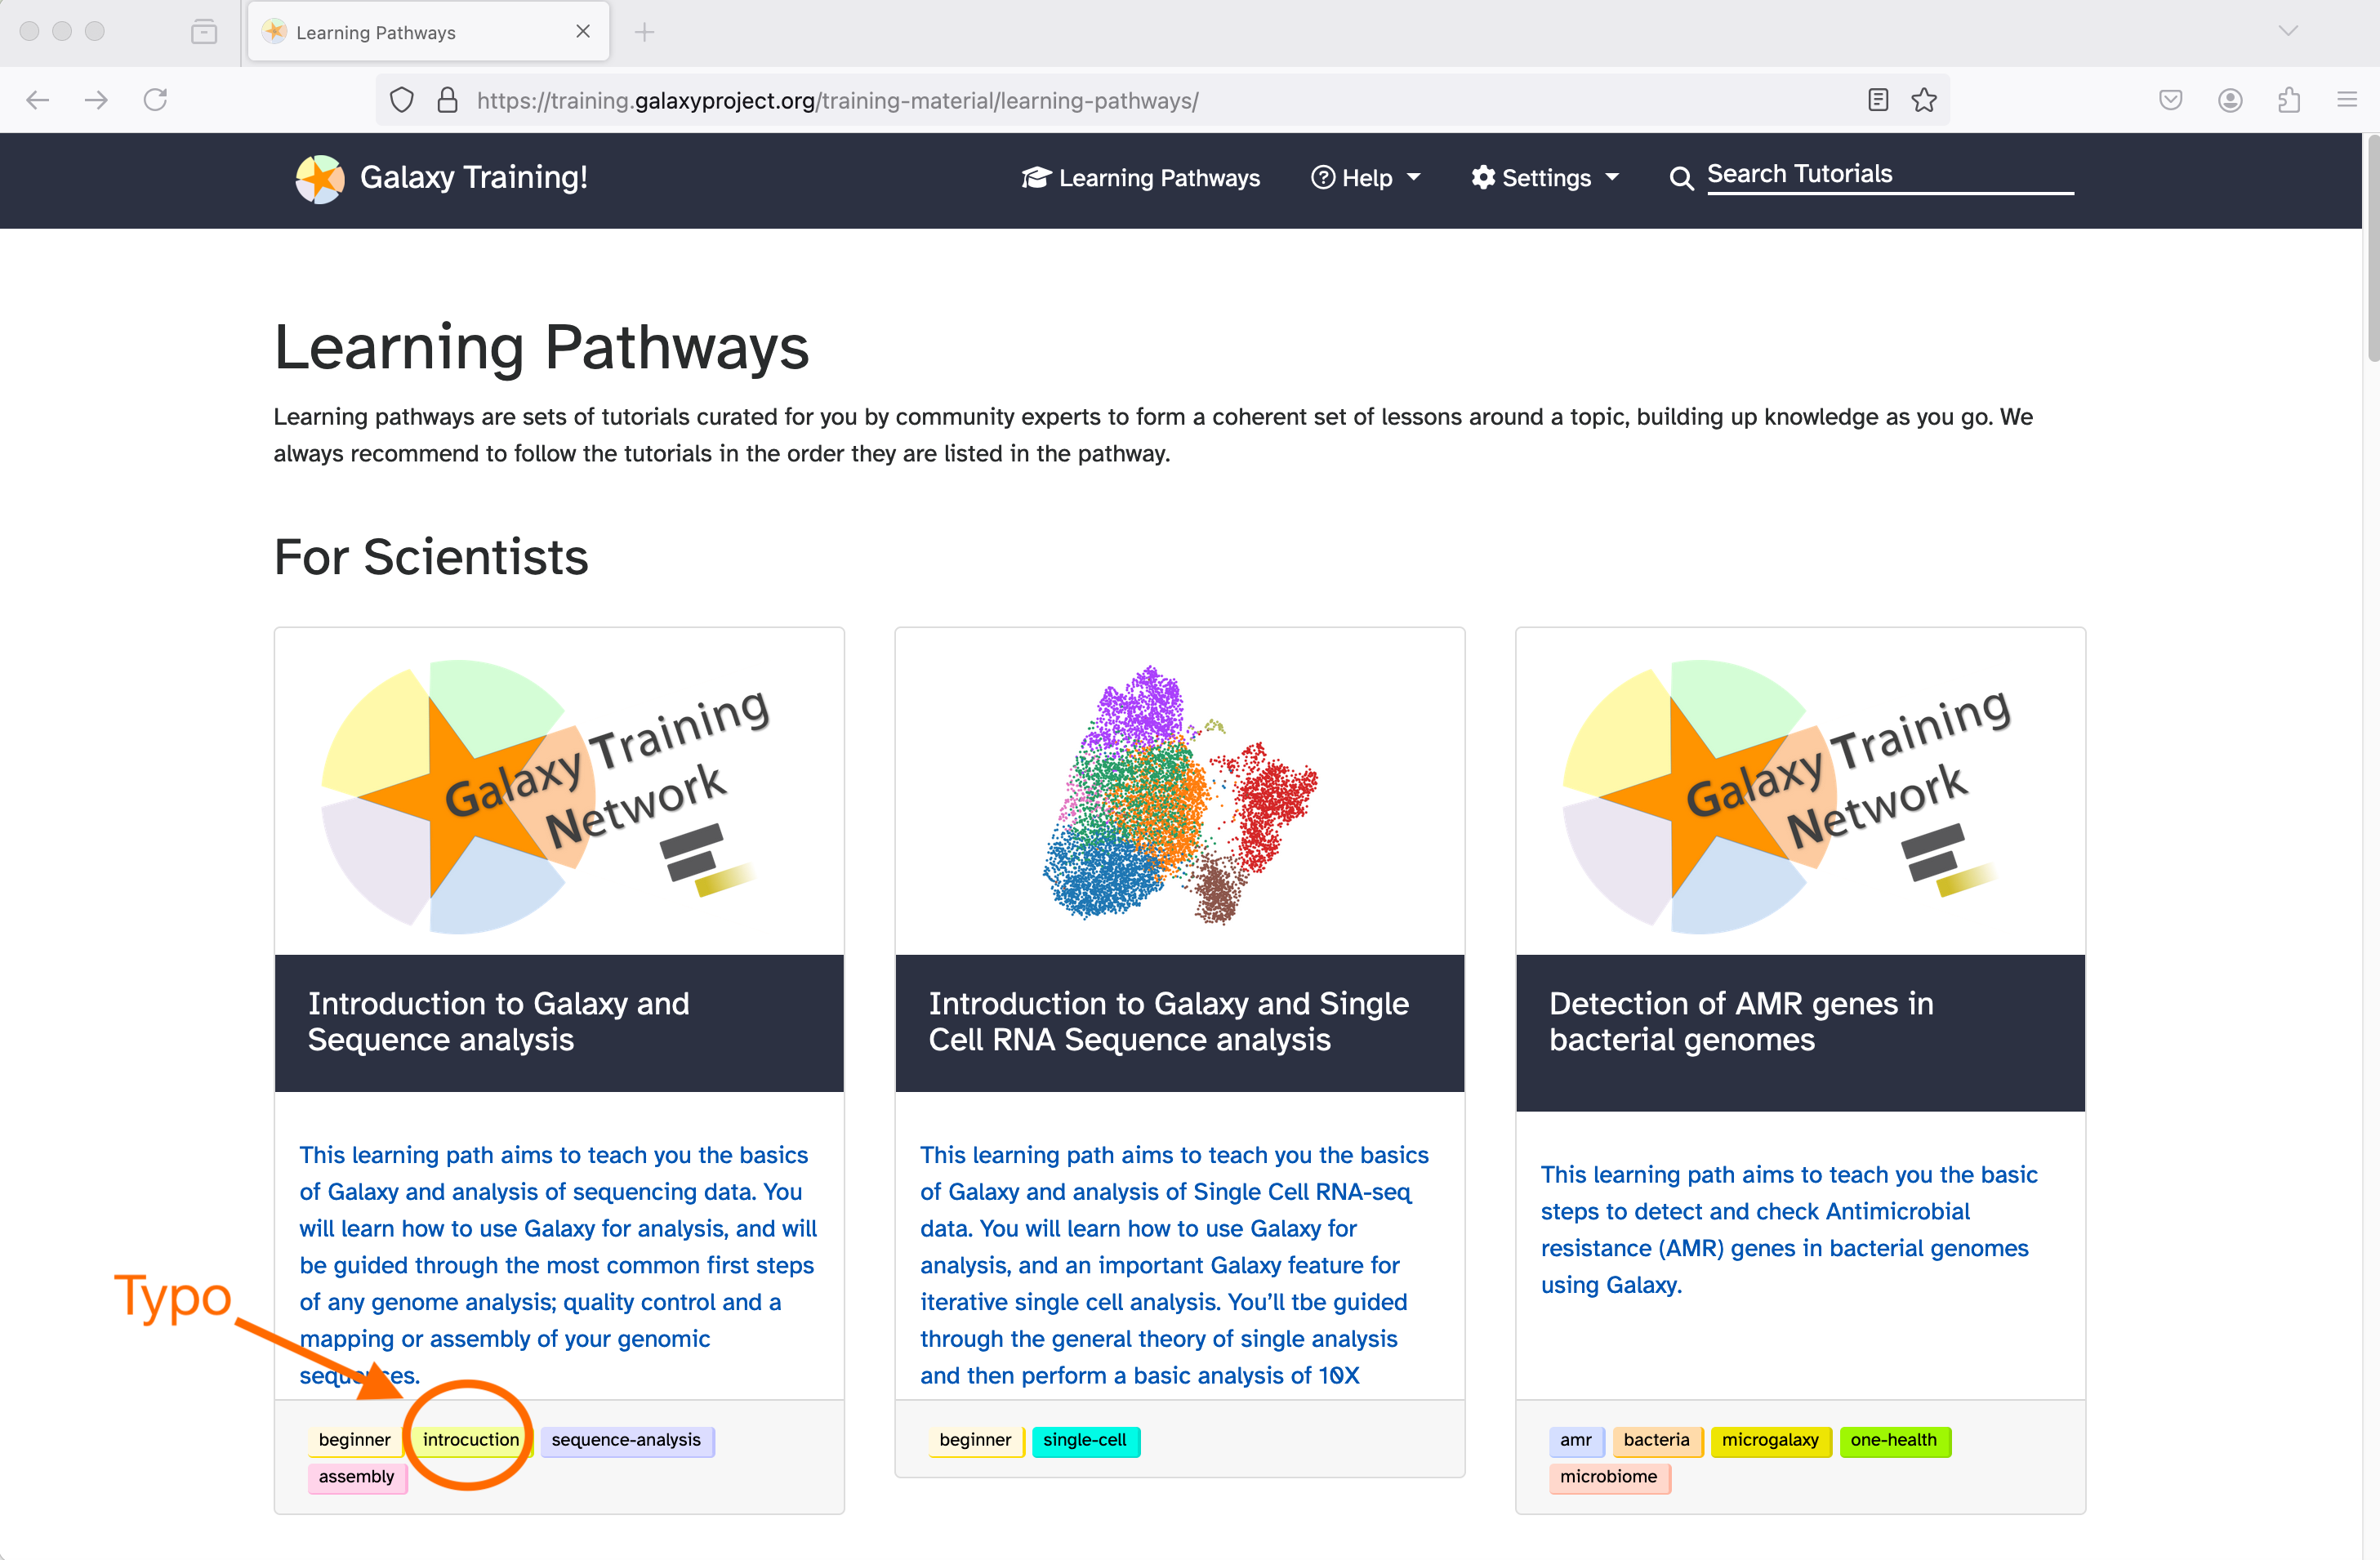 Learning Pathways
https://training.galaxyproject.org/training-material/learning-pathways/
Galaxy Training!
Learning Pathways
Help
Settings
Search Tutorials
Learning Pathways
Learning pathways are sets of tutorials curated for you by community experts to form a coherent set of lessons around a topic, building up knowledge as you go. We
always recommend to follow the tutorials in the order they are listed in the pathway.
For Scientists
Galaxy Training
Network
Introduction to Galaxy and
Sequence analysis
This learning path aims to teach you the basics
of Galaxy and analysis of sequencing data. You
will learn how to use Galaxy for analysis, and will
be guided through the most common first steps
of any genome analysis; quality control and a
mapping or assembly of your genomic
sequences.
Typo
beginner introcuction sequence-analysis
assembly
Introduction to Galaxy and Single
Cell RNA Sequence analysis
This learning path aims to teach you the basics
of Galaxy and analysis of Single Cell RNA-seq
data. You will learn how to use Galaxy for
analysis, and an important Galaxy feature for
iterative single cell analysis. You’ll tbe guided
through the general theory of single analysis
and then perform a basic analysis of 10X
beginner single-cell
Galaxy Training
Network
Detection of AMR genes in
bacterial genomes
This learning path aims to teach you the basic
steps to detect and check Antimicrobial
resistance (AMR) genes in bacterial genomes
using Galaxy.
amr bacteria microgalaxy one-health
microbiome